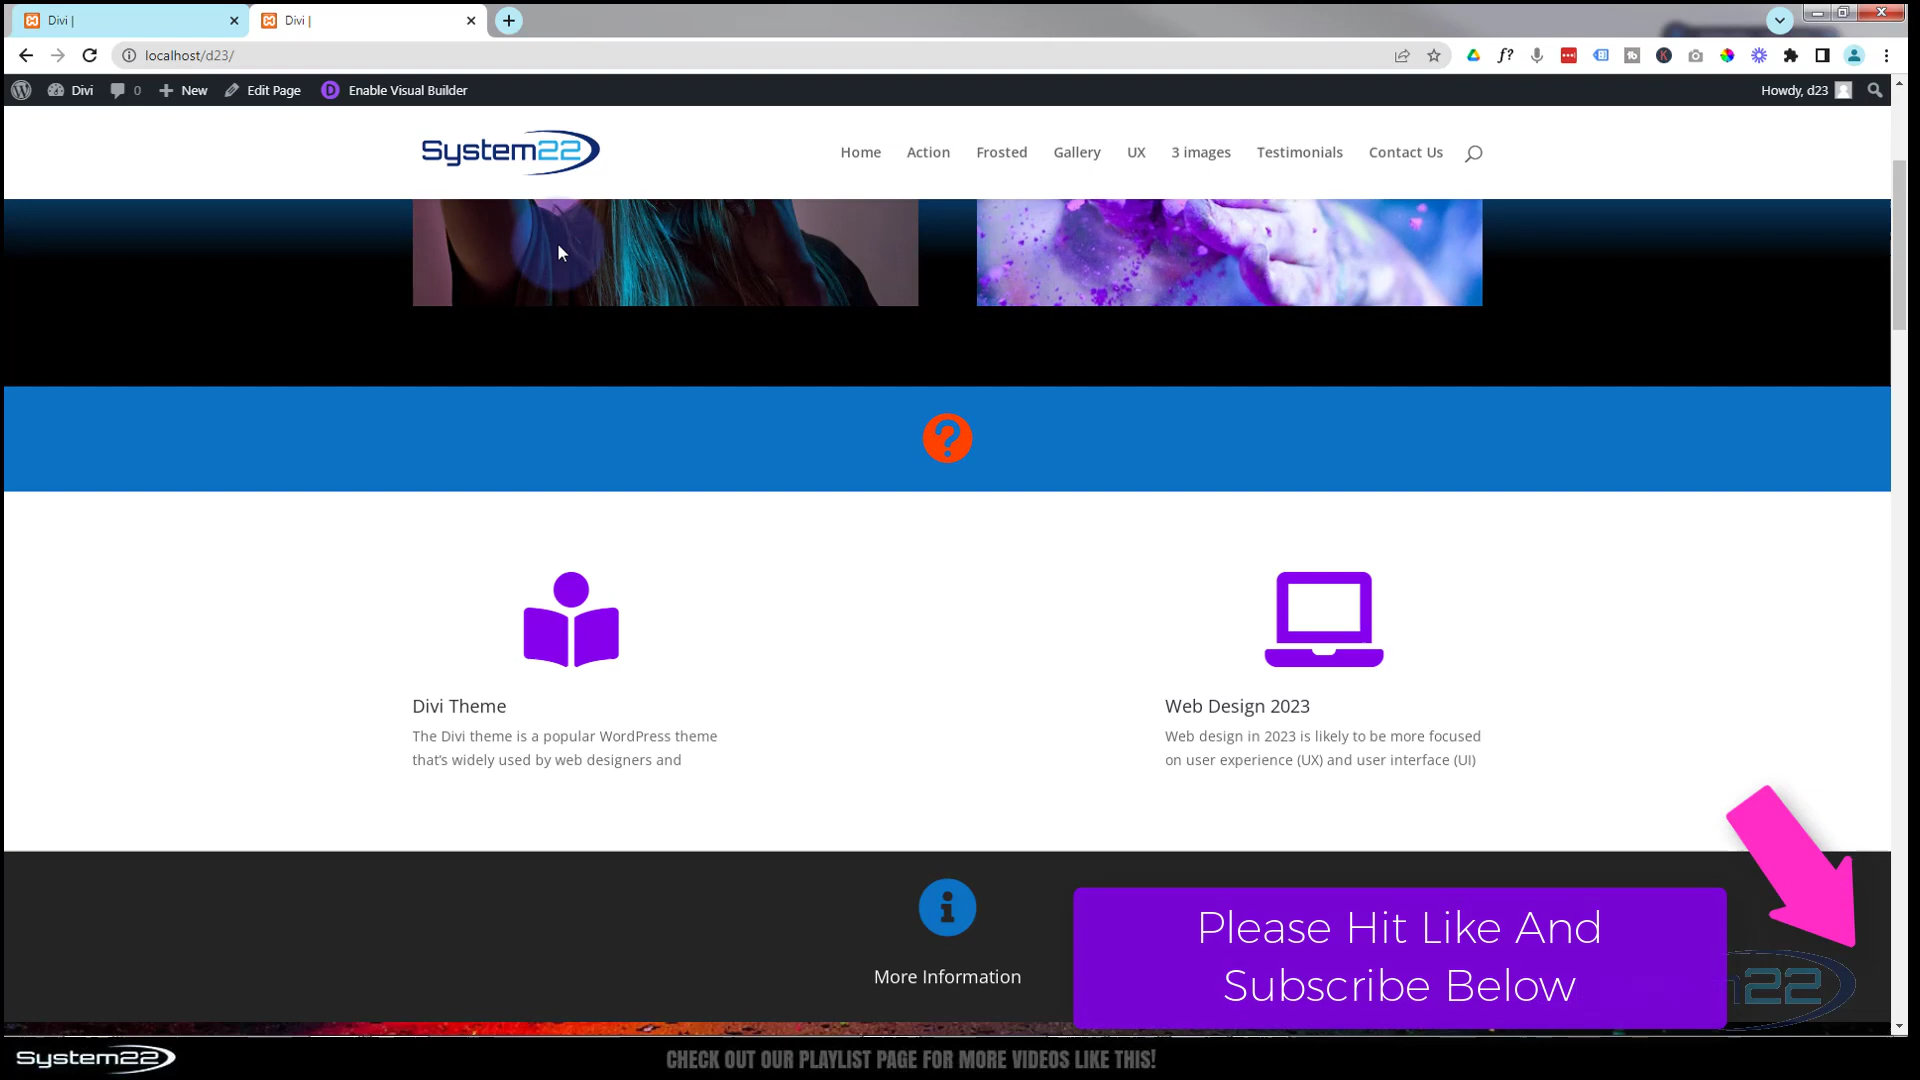 Divi |
Divi |
localhost/d23/
Divi 0 New Edit Page D Enable Visual Builder
Howdy, d23
System22
Home Action Frosted Gallery UX 3 images Testimonials Contact Us
Divi Theme
The Divi theme is a popular WordPress theme
that's widely used by web designers and
Web Design 2023
Web design in 2023 is likely to be more focused
on user experience (UX) and user interface (UI)
More Information
Please Hit Like And
Subscribe Below
22
System22
CHECK OUT OUR PLAYLIST PAGE FOR MORE VIDEOS LIKE THIS!